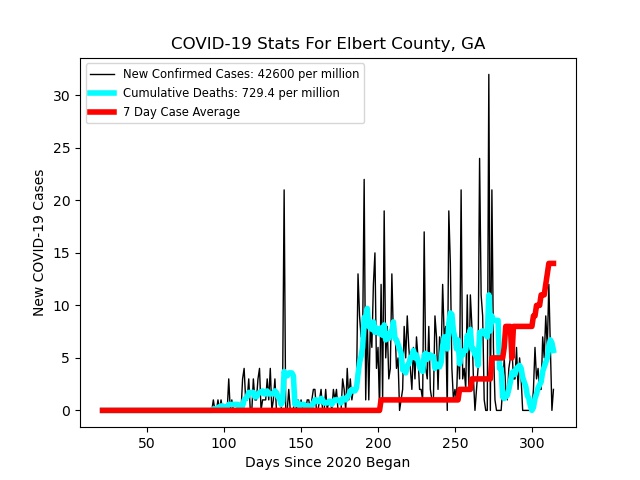 COVID-19 Stats For Elbert County, GA
New Confirmed Cases: 42600 per million
Cumulative Deaths: 729.4 per million
7 Day Case Average
New COVID-19 Cases
30
25
20
15
10
5
0
50 100 150 200 250 300
Days Since 2020 Began